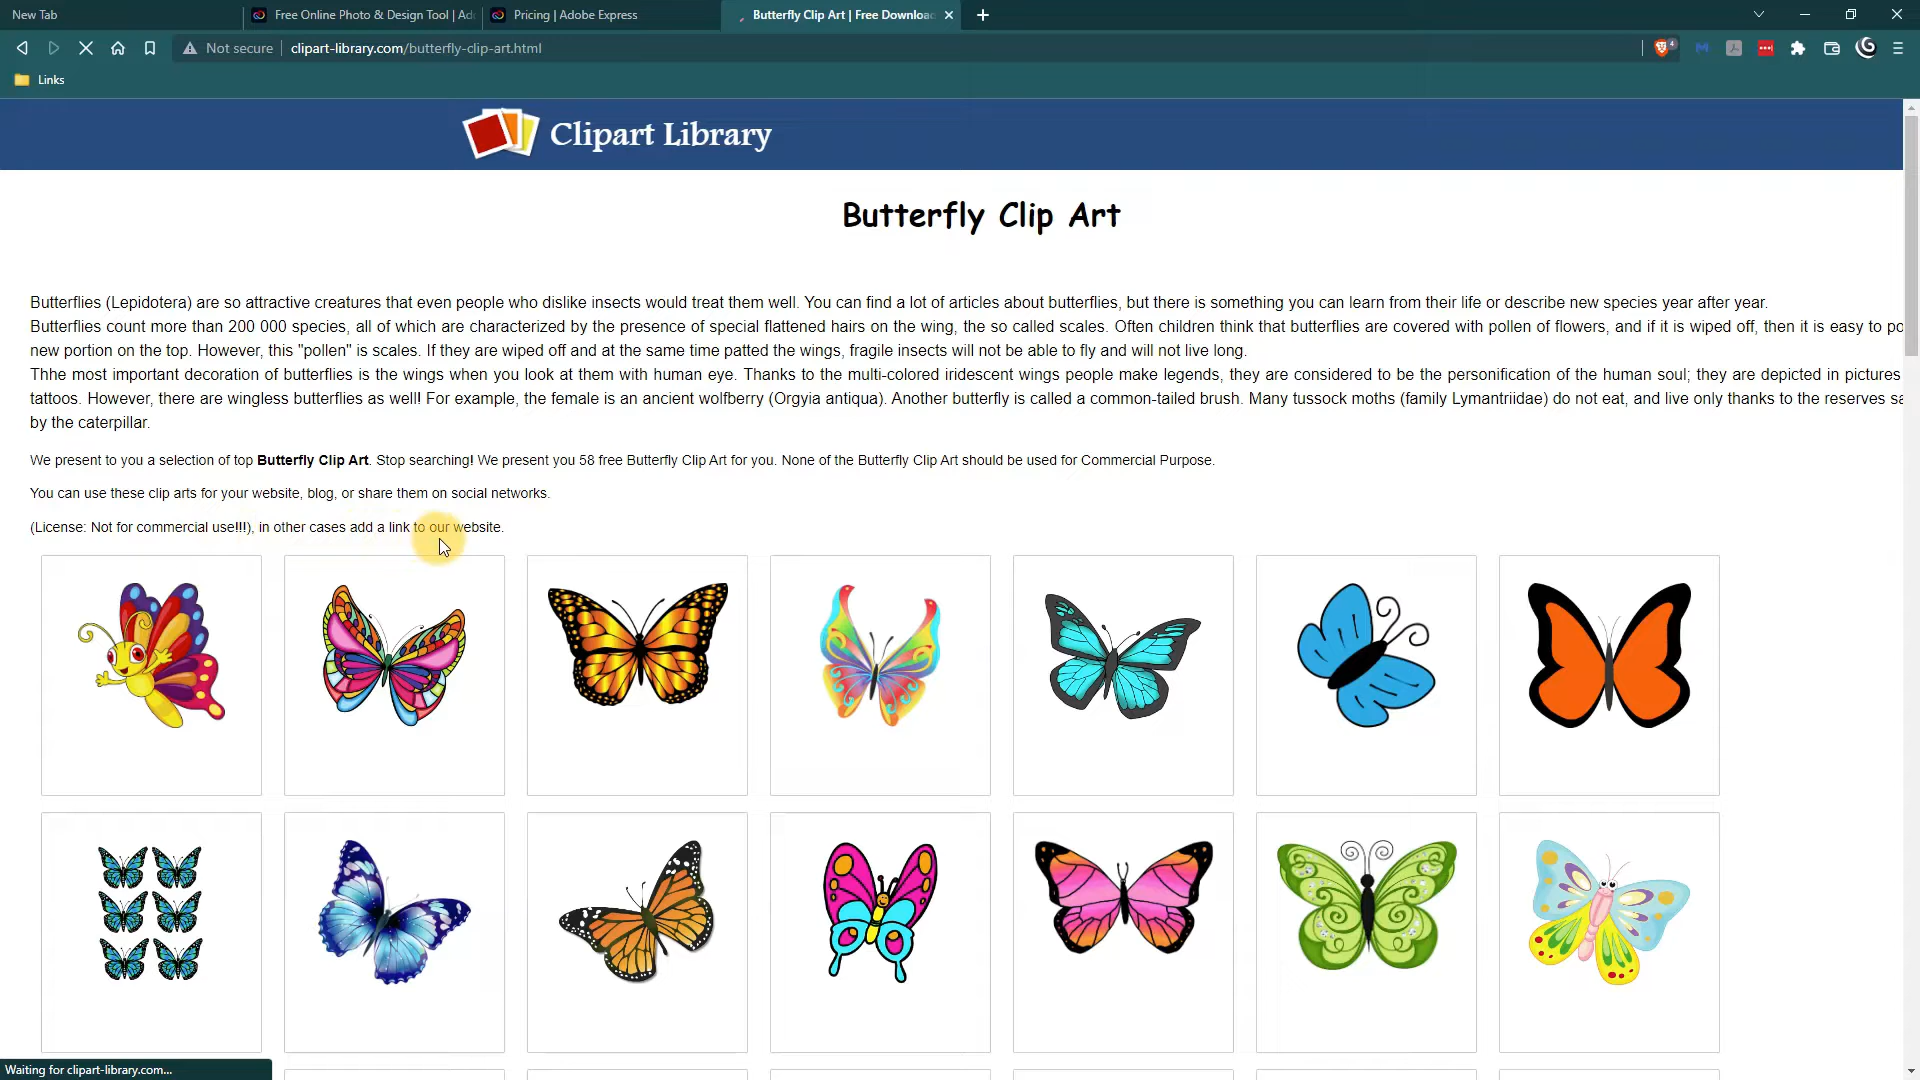 New Tab
Free Online Photo & Design Tool | Ad
Pricing | Adobe Express
Butterfly Clip Art | Free Downloa
Not secure
clipart-library.com/butterfly-clip-art.html
4
Links
Clipart Library
Butterfly Clip Art
Butterflies (Lepidotera) are so attractive creatures that even people who dislike insects would treat them well. You can find a lot of articles about butterflies, but there is something you can learn from their life or describe new species year after year.
Butterflies count more than 200 000 species, all of which are characterized by the presence of special flattened hairs on the wing, the so called scales. Often children think that butterflies are covered with pollen of flowers, and if it is wiped off, then it is easy to po
new portion on the top. However, this "pollen" is scales. If they are wiped off and at the same time patted the wings, fragile insects will not be able to fly and will not live long.
Thhe most important decoration of butterflies is the wings when you look at them with human eye. Thanks to the multi-colored iridescent wings people make legends, they are considered to be the personification of the human soul; they are depicted in pictures
tattoos. However, there are wingless butterflies as well! For example, the female is an ancient wolfberry (Orgyia antiqua). Another butterfly is called a common-tailed brush. Many tussock moths (family Lymantriidae) do not eat, and live only thanks to the reserves sa
by the caterpillar.
We present to you a selection of top Butterfly Clip Art. Stop searching! We present you 58 free Butterfly Clip Art for you. None of the Butterfly Clip Art should be used for Commercial Purpose.
You can use these clip arts for your website, blog, or share them on social networks.
(License: Not for commercial use!!!), in other cases add a link to our website.
Waiting for clipart-library.com...